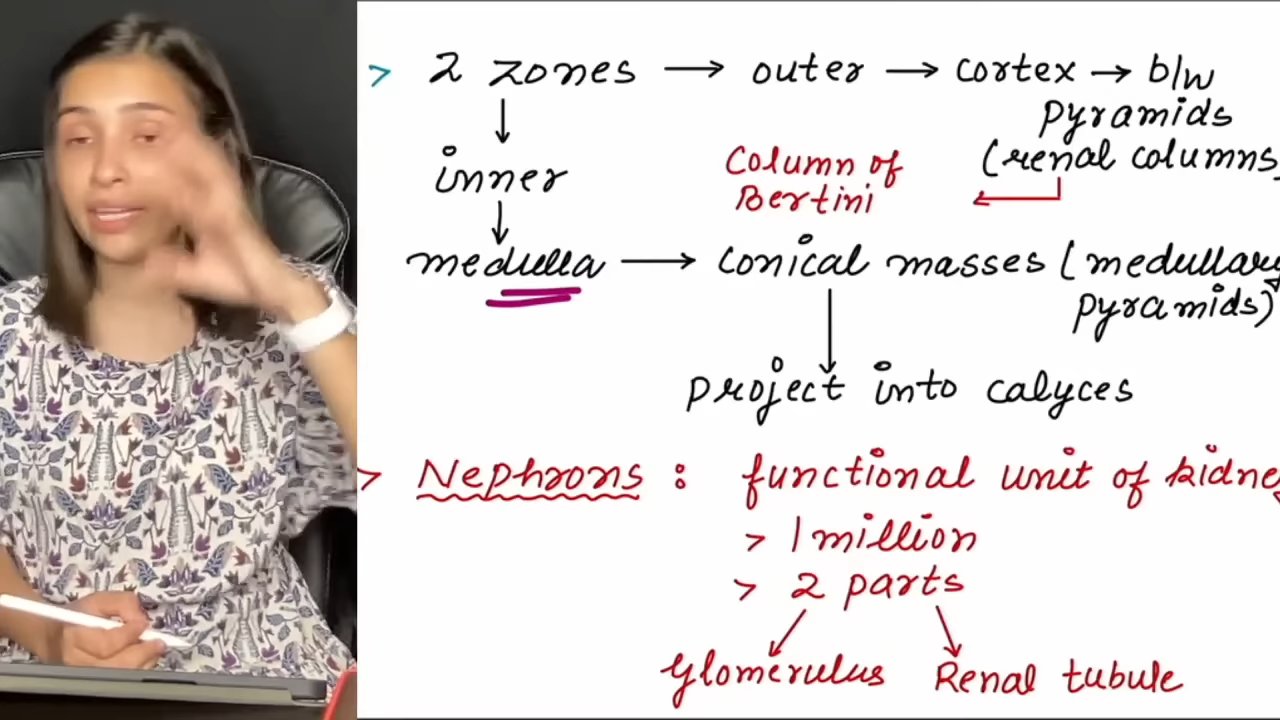 > 2 zones → outer → cortex → b/w
pyramids
↓
inner
Column of
Bertini
(renal columns
↓
medulla → conical masses (medullary
pyramids)
↓
project into calyces
> Nephrons : functional unit of kidney
> 1 million
> 2 parts
Glomerulus Renal tubule